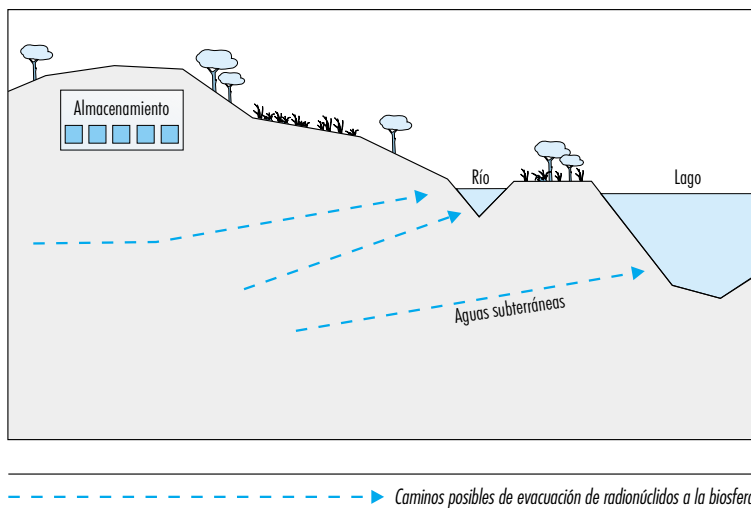 Almacenamiento
Río
Lago
Aguas subterráneas
Caminos posibles de evacuación de radionúclidos a la biosfera